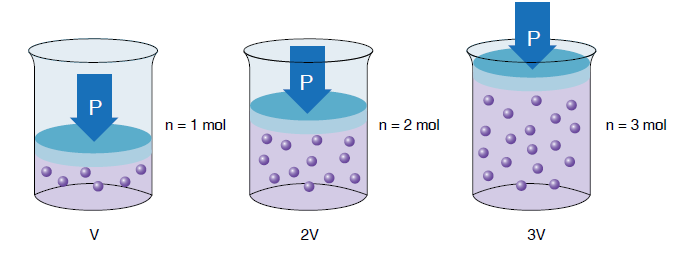 P
P
P
n = 1 mol
n = 2 mol
n = 3 mol
V
2V
3V